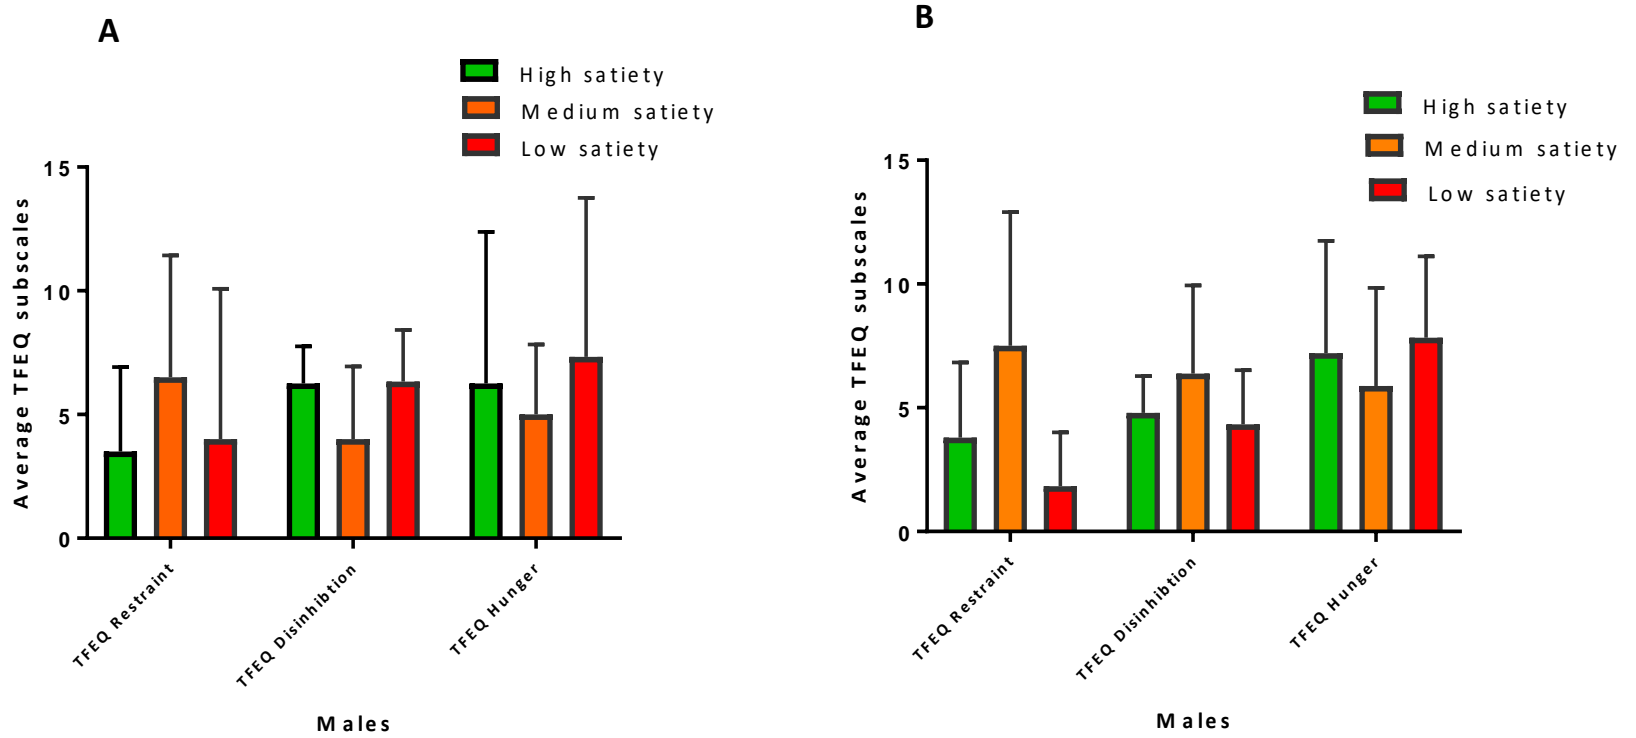 A
High satiety
Medium satiety
Low satiety
15
10
5
0
Average TFEQ subscales
TFEQ Restraint
TFEQ Disinhibtion
TFEQ Hunger
Males
B
High satiety
Medium satiety
Low satiety
15
10
5
0
Average TFEQ subscales
TFEQ Restraint
TFEQ Disinhibtion
TFEQ Hunger
Males